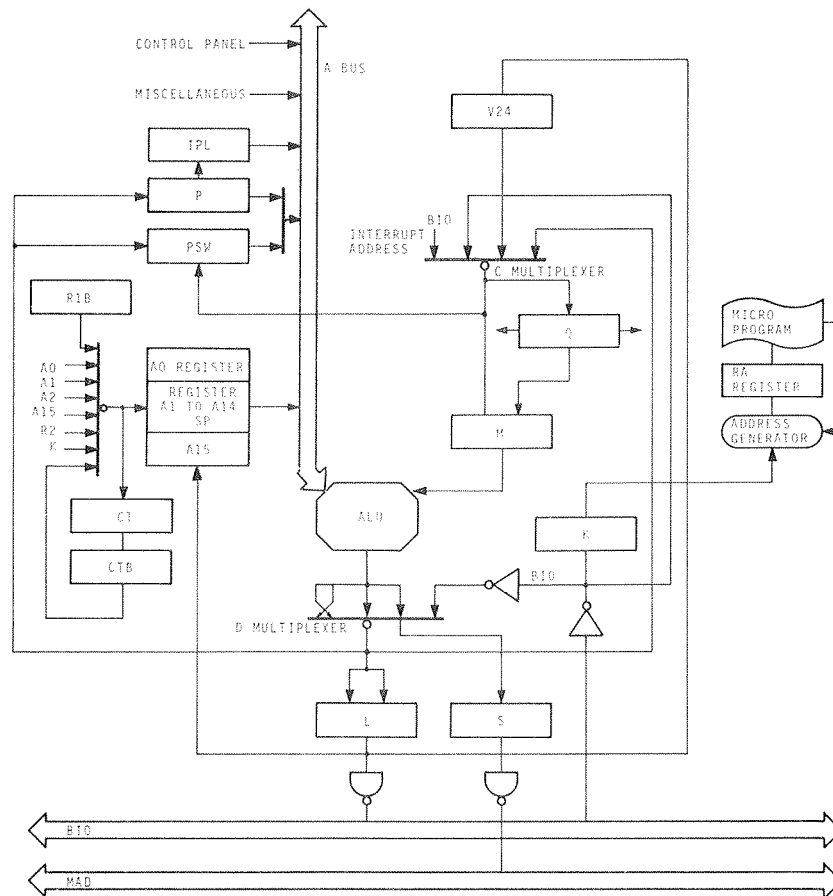 CONTROL PANEL
A BUS
MISCELLANEOUS
V24
IPL
P
PSW
BIO
INTERRUPT
ADDRESS
C MULTIPLEXER
R1B
Q
MICRO
PROGRAM
A0
A1
A2
A15
R2
K
A0 REGISTER
REGISTER
A1 TO A14
SP
A15
RA
REGISTER
M
ADDRESS
GENERATOR
CT
ALU
K
CTB
BIO
D MULTIPLEXER
L
S
BIO
MAD